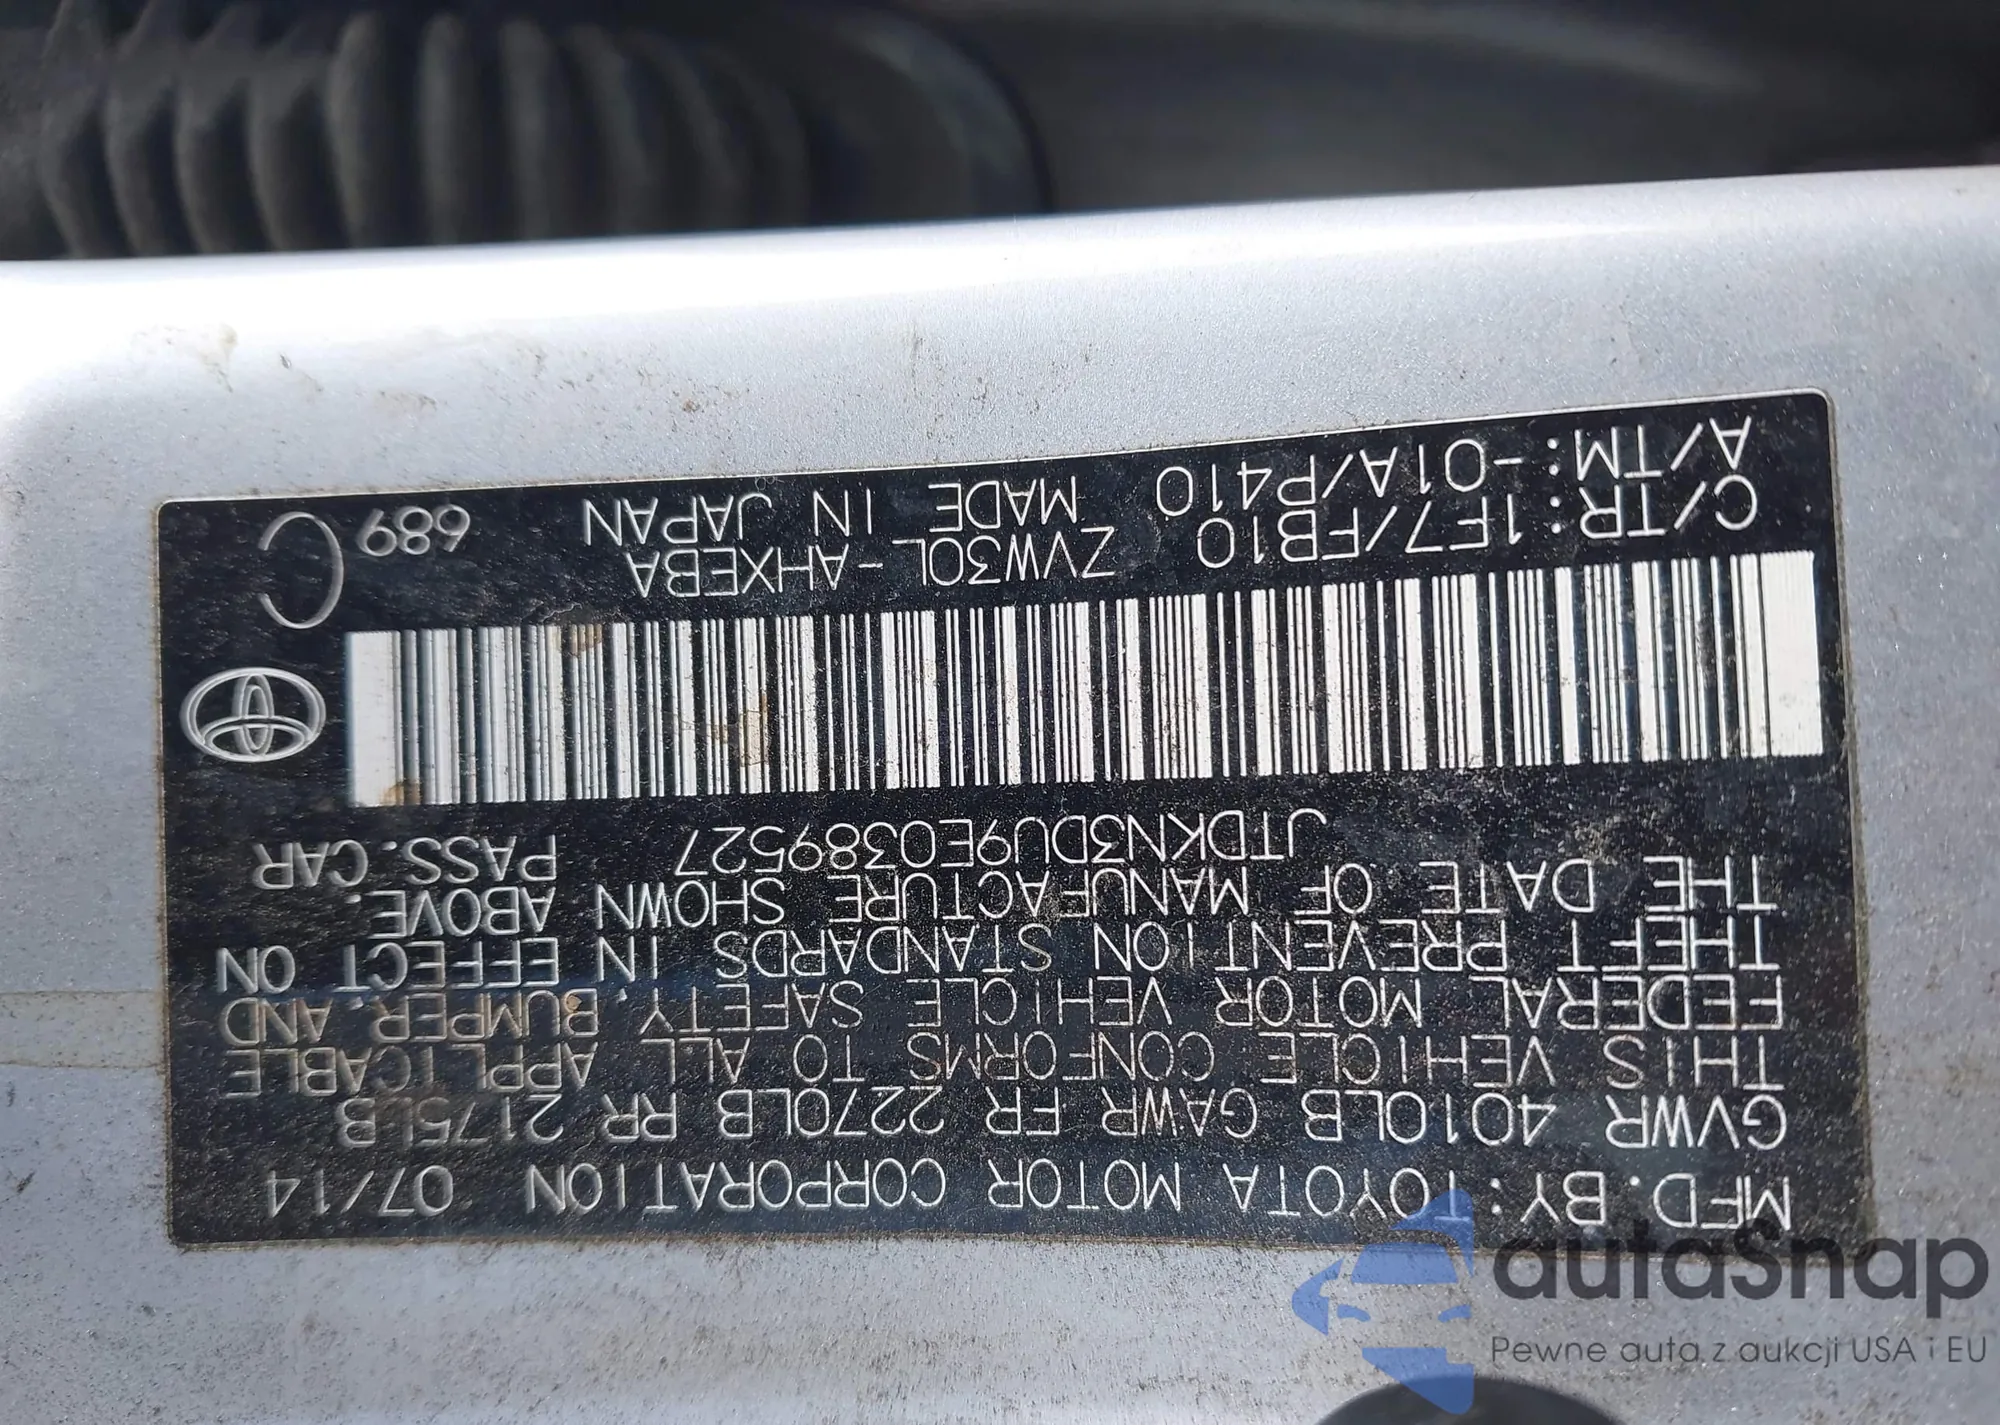 MFD.BY:TOYOTA MOTOR CORPORATION 07/14
GVWR 4010LB GAWR FR 2270LB RR 2175LB
THIS VEHICLE CONFORMS TO ALL APPLICABLE
FEDERAL MOTOR VEHICLE SAFETY, BUMPER, AND
THEFT PREVENTION STANDARDS IN EFFECT ON
THE DATE OF MANUFACTURE SHOWN ABOVE.
JTDKN3DU9E0389527 PASS.CAR
C/TR:1F7/FB10 ZVW30L -AHXEBA
A/TM:-01A/P410 MADE IN JAPAN 689 C
autaSnap
Pewne auta z aukcji USA i EU